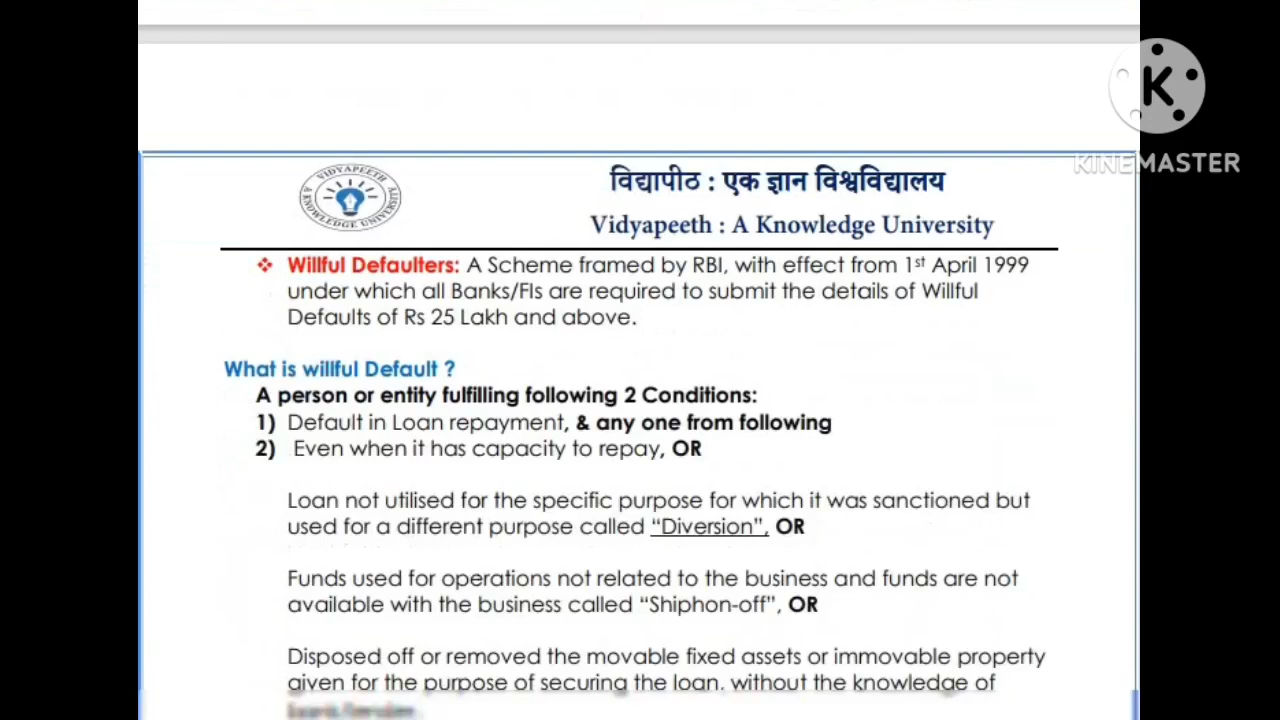 KINEMASTER
VIDYAPEETH
A KNOWLEDGE UNIVERSITY
विद्यापीठ : एक ज्ञान विश्वविद्यालय
Vidyapeeth : A Knowledge University
❖ Willful Defaulters: A Scheme framed by RBI, with effect from 1st April 1999
under which all Banks/FIs are required to submit the details of Willful
Defaults of Rs 25 Lakh and above.
What is willful Default ?
A person or entity fulfilling following 2 Conditions:
1) Default in Loan repayment, & any one from following
2) Even when it has capacity to repay, OR
Loan not utilised for the specific purpose for which it was sanctioned but
used for a different purpose called “Diversion”, OR
Funds used for operations not related to the business and funds are not
available with the business called “Shiphon-off”, OR
Disposed off or removed the movable fixed assets or immovable property
given for the purpose of securing the loan, without the knowledge of